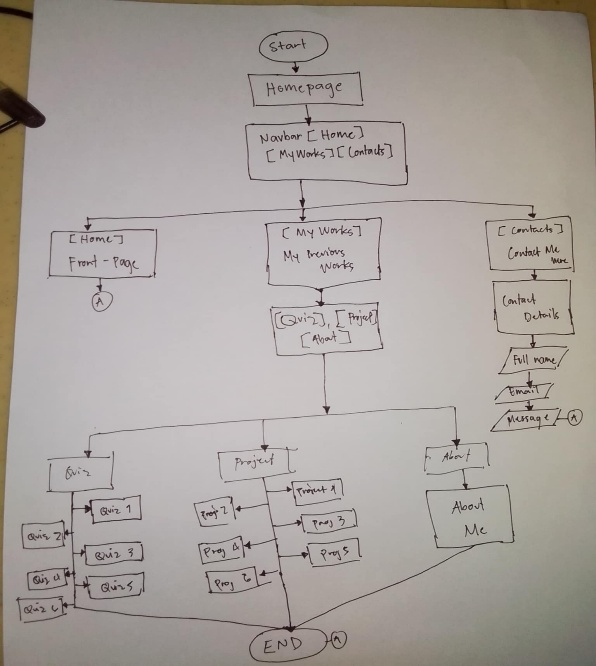 Start
Homepage
Navbar [Home]
[MyWorks] [Contacts]
[Home]
Front-Page
A
[My Works]
My Previous
Works
[Contacts]
Contact Me
here
[Quiz], [Project]
[About]
Contact
Details
Full name
Email
Message
A
Quiz
Project
About
Quiz 1
Quiz 2
Quiz 3
Quiz 4
Quiz 5
Quiz 6
Project 1
Proj 2
Proj 3
Proj 4
Proj 5
Proj 6
About
Me
END
A